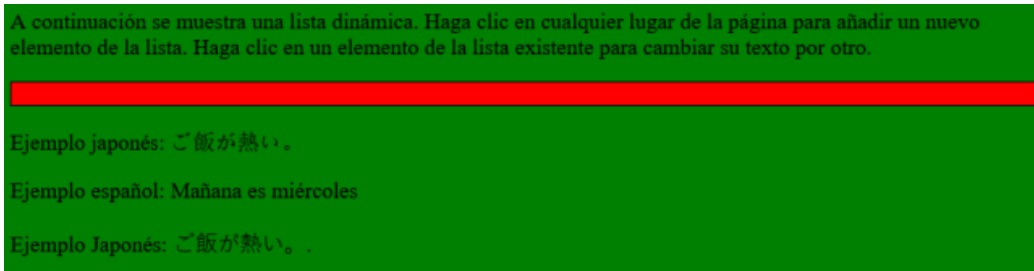 A continuación se muestra una lista dinámica. Haga clic en cualquier lugar de la página para añadir un nuevo
elemento de la lista. Haga clic en un elemento de la lista existente para cambiar su texto por otro.
Ejemplo japonés: ご飯が熱い。
Ejemplo español: Mañana es miércoles
Ejemplo Japonés: ご飯が熱い。.